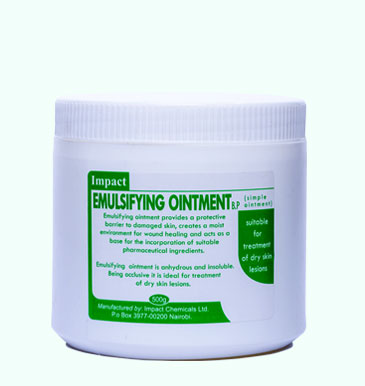 Impact
EMULSIFYING OINTMENT B.P (simple ointment)
Emulsifying ointment provides a protective
barrier to damaged skin, creates a moist
environment for wound healing and acts as a
base for the incorporation of suitable
pharmaceutical ingredients.
Emulsifying ointment is anhydrous and insoluble.
Being occlusive it is ideal for treatment
of dry skin lesions.
suitable
for
treatment
of dry skin
lesions
500g
Manufactured by: Impact Chemicals Ltd.
P.o Box 3977-00200 Nairobi.